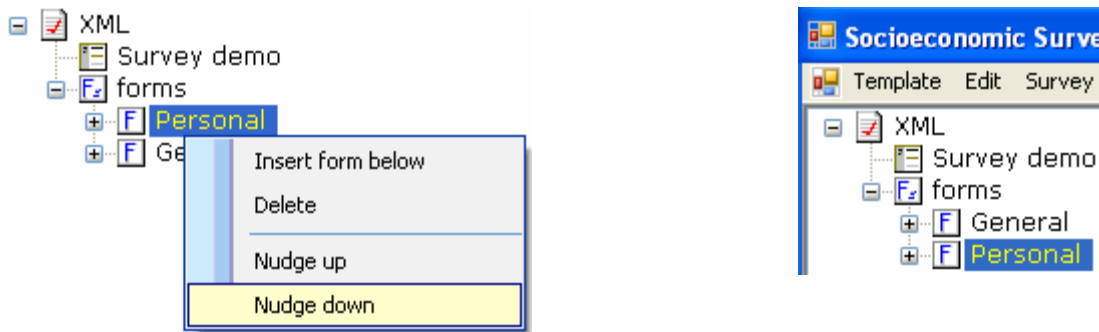 XML
Survey demo
forms
Personal
Ge
Insert form below
Delete
Nudge up
Nudge down
Socioeconomic Surve
Template Edit Survey
XML
Survey demo
forms
General
Personal